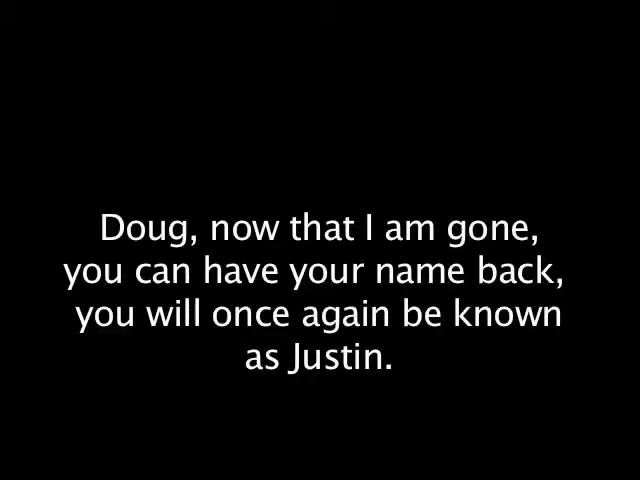 Doug, now that I am gone,
you can have your name back,
you will once again be known
as Justin.